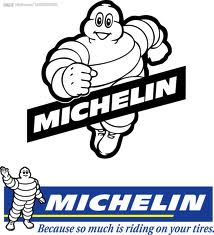 MICHELIN
MICHELIN
Because so much is riding on your tires.